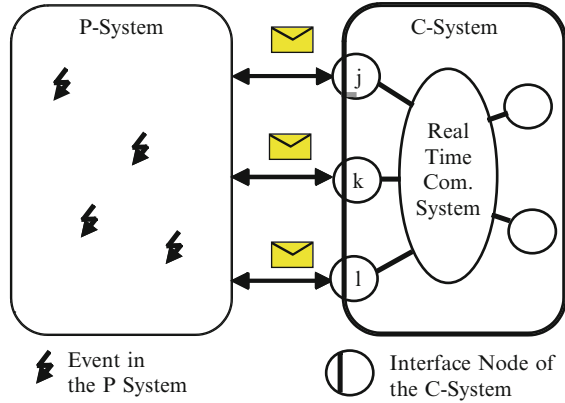 P-System
C-System
j
k
l
Real
Time
Com.
System
Event in
the P System
Interface Node of
the C-System